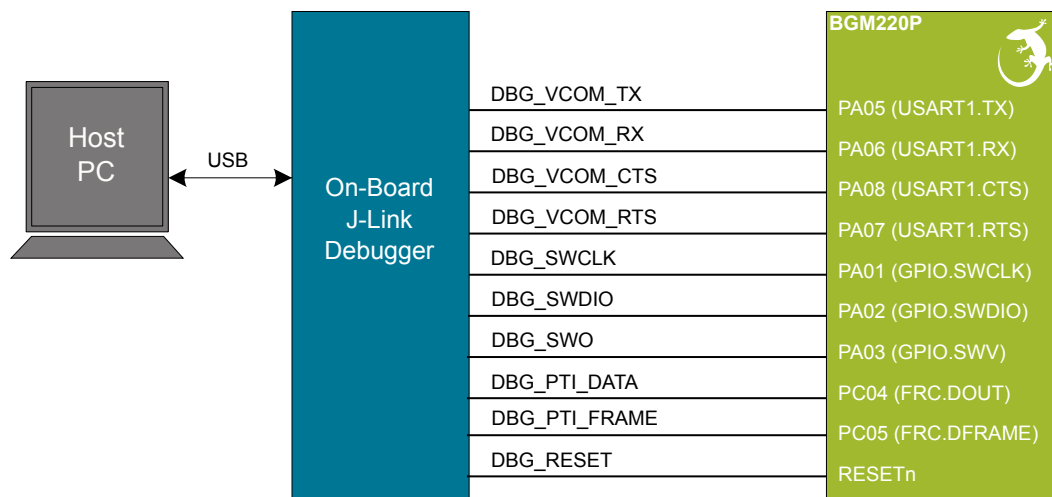 BGM220P
Host
PC
USB
On-Board
J-Link
Debugger
DBG_VCOM_TX
PA05 (USART1.TX)
DBG_VCOM_RX
PA06 (USART1.RX)
DBG_VCOM_CTS
PA08 (USART1.CTS)
DBG_VCOM_RTS
PA07 (USART1.RTS)
DBG_SWCLK
PA01 (GPIO.SWCLK)
DBG_SWDIO
PA02 (GPIO.SWDIO)
DBG_SWO
PA03 (GPIO.SWV)
DBG_PTI_DATA
PC04 (FRC.DOUT)
DBG_PTI_FRAME
PC05 (FRC.DFRAME)
DBG_RESET
RESETn